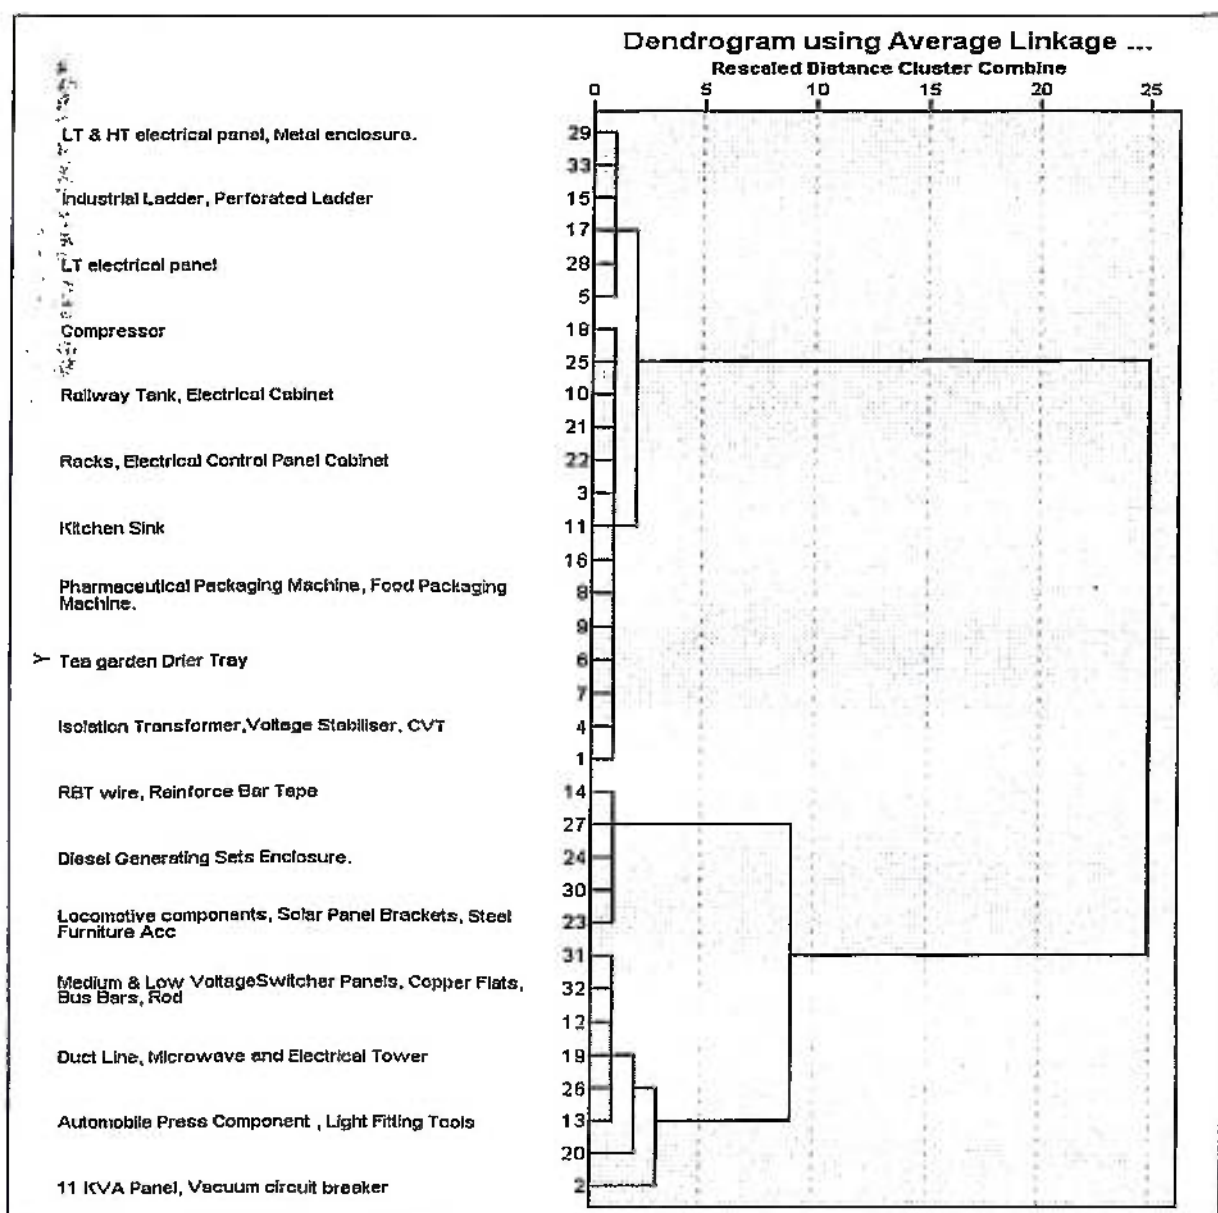 Dendrogram using Average Linkage ...
Rescaled Distance Cluster Combine
0 5 10 15 20 25
LT & HT electrical panel, Metal enclosure. 29
33
Industrial Ladder, Perforated Ladder 15
17
LT electrical panel 28
5
Compressor 18
25
Railway Tank, Electrical Cabinet 10
21
Racks, Electrical Control Panel Cabinet 22
3
Kitchen Sink 11
16
Pharmaceutical Packaging Machine, Food Packaging
Machine. 8
9
Y Tea garden Drier Tray 6
7
Isolation Transformer,Voltage Stabiliser, CVT 4
1
RBT wire, Reinforce Bar Tape 14
27
Diesel Generating Sets Enclosure. 24
30
Locomotive components, Solar Panel Brackets, Steel
Furniture Acc 23
31
Medium & Low VoltageSwitcher Panels, Copper Flats,
Bus Bars, Rod 32
12
Duct Line, Microwave and Electrical Tower 19
26
Automobile Press Component , Light Fitting Tools 13
20
11 KVA Panel, Vacuum circuit breaker 2